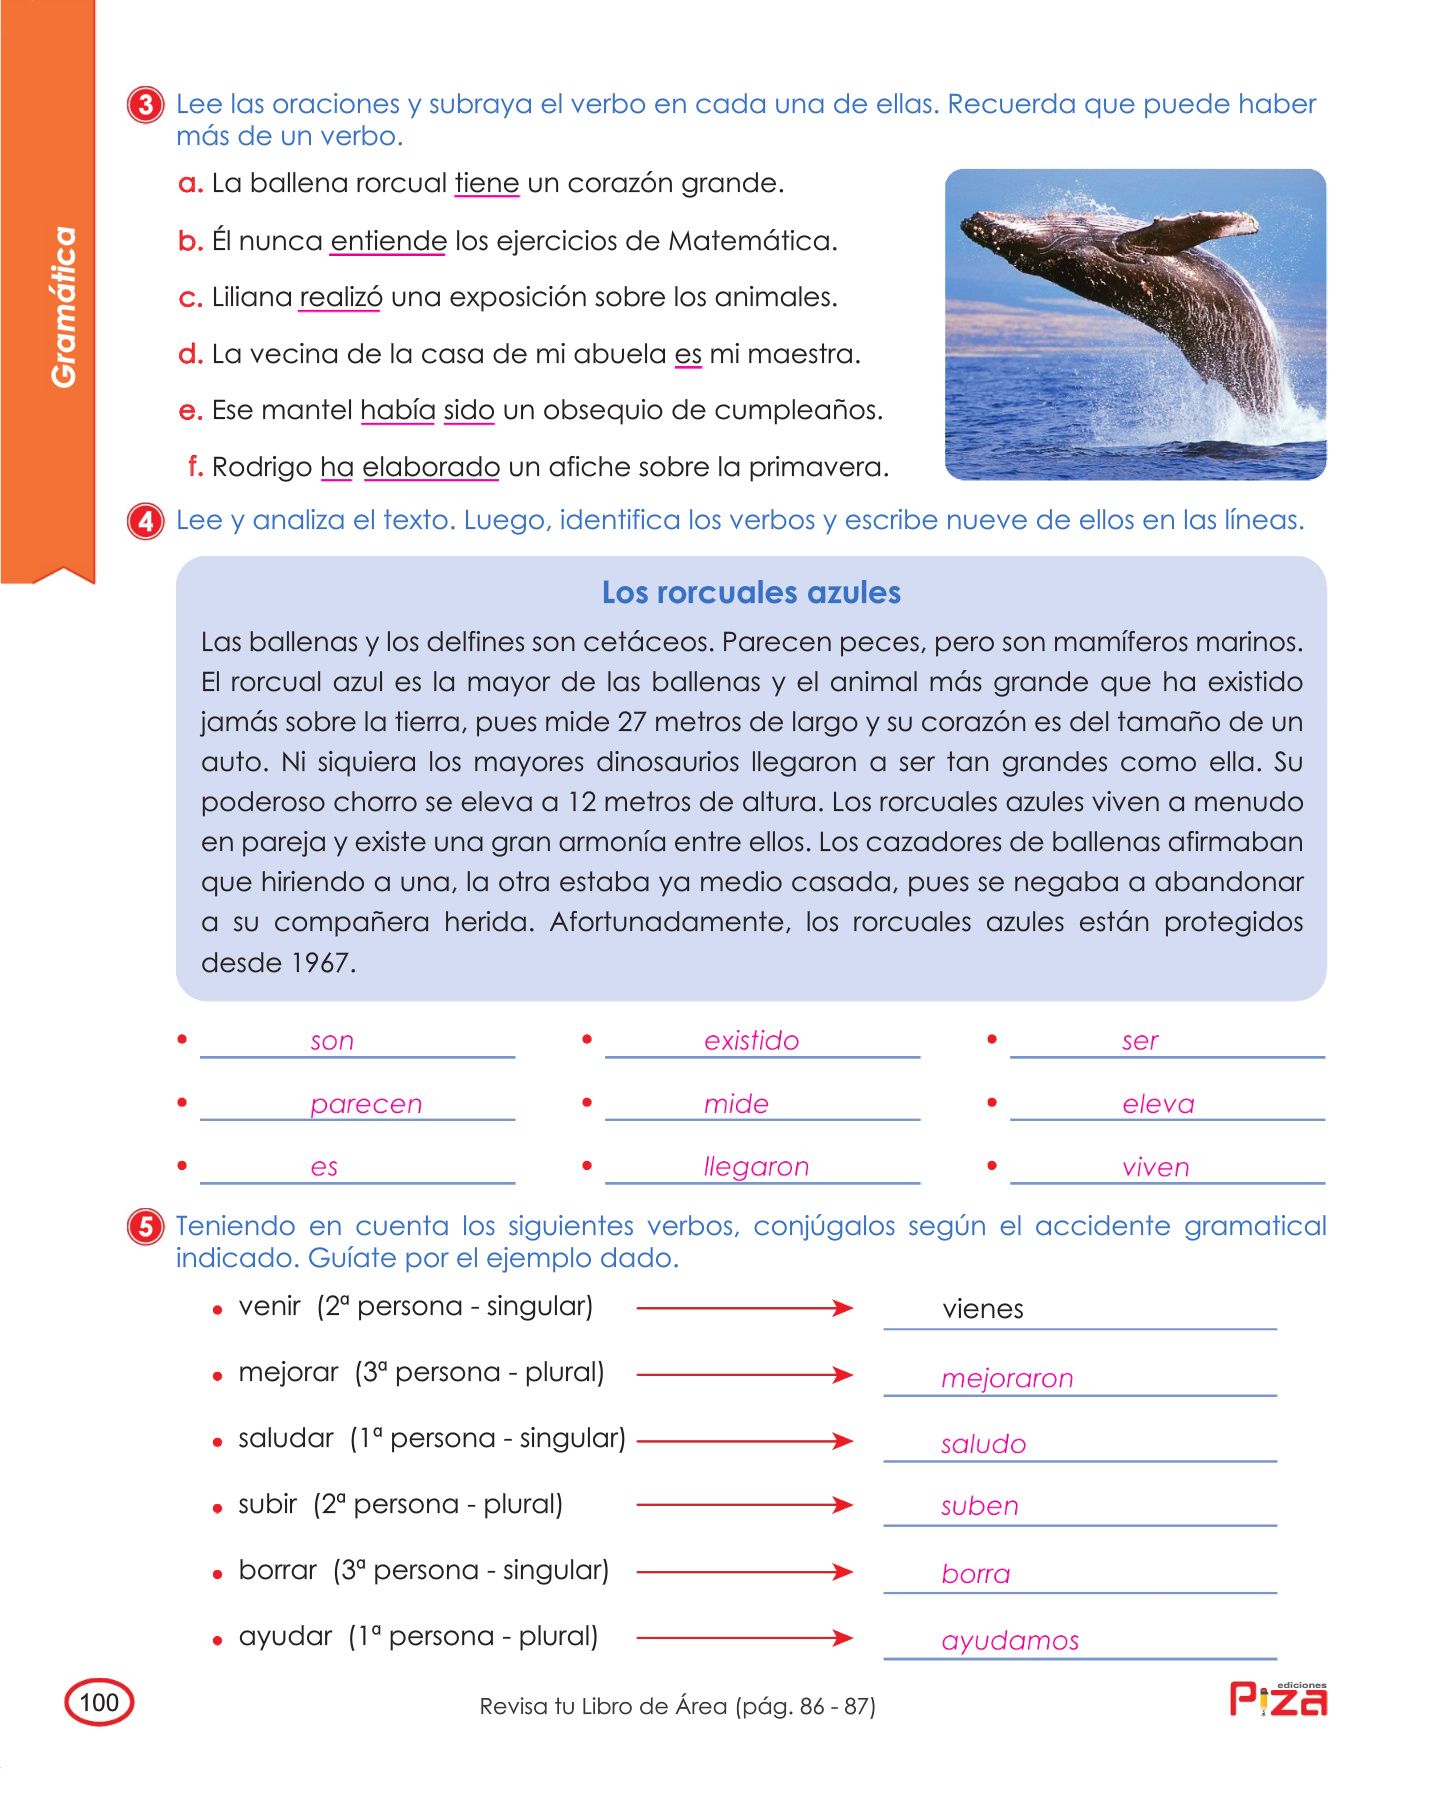 Gramática
3 Lee las oraciones y subraya el verbo en cada una de ellas. Recuerda que puede haber
más de un verbo.
a. La ballena rorcual tiene un corazón grande.
b. Él nunca entiende los ejercicios de Matemática.
c. Liliana realizó una exposición sobre los animales.
d. La vecina de la casa de mi abuela es mi maestra.
e. Ese mantel había sido un obsequio de cumpleaños.
f. Rodrigo ha elaborado un afiche sobre la primavera.
4 Lee y analiza el texto. Luego, identifica los verbos y escribe nueve de ellos en las líneas.
Los rorcuales azules
Las ballenas y los delfines son cetáceos. Parecen peces, pero son mamíferos marinos.
El rorcual azul es la mayor de las ballenas y el animal más grande que ha existido
jamás sobre la tierra, pues mide 27 metros de largo y su corazón es del tamaño de un
auto. Ni siquiera los mayores dinosaurios llegaron a ser tan grandes como ella. Su
poderoso chorro se eleva a 12 metros de altura. Los rorcuales azules viven a menudo
en pareja y existe una gran armonía entre ellos. Los cazadores de ballenas afirmaban
que hiriendo a una, la otra estaba ya medio casada, pues se negaba a abandonar
a su compañera herida. Afortunadamente, los rorcuales azules están protegidos
desde 1967.
• son • existido • ser
• parecen • mide • eleva
• es • llegaron • viven
5 Teniendo en cuenta los siguientes verbos, conjúgalos según el accidente gramatical
indicado. Guíate por el ejemplo dado.
• venir (2ª persona - singular) vienes
• mejorar (3ª persona - plural) mejoraron
• saludar (1ª persona - singular) saludo
• subir (2ª persona - plural) suben
• borrar (3ª persona - singular) borra
• ayudar (1ª persona - plural) ayudamos
100
Revisa tu Libro de Área (pág. 86 - 87)
ediciones
Piza